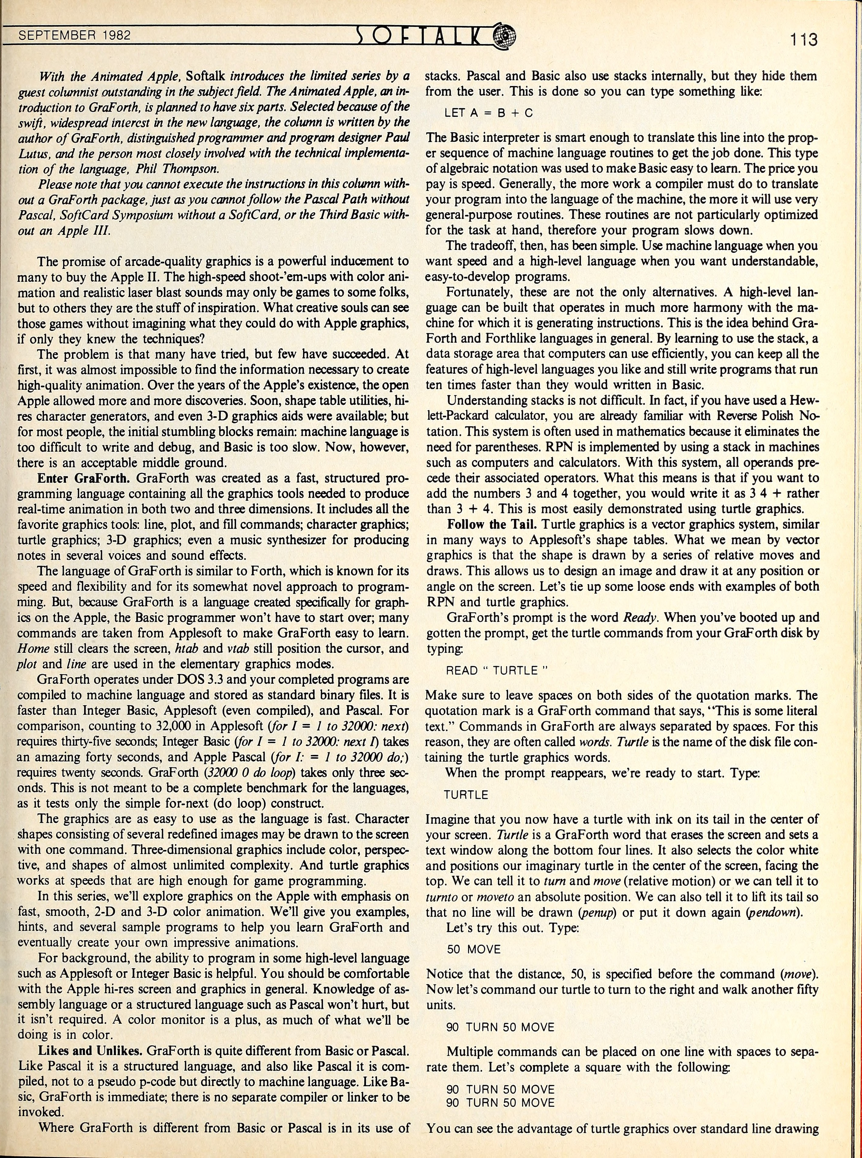 SEPTEMBER 1982
SOFTALK
113
With the Animated Apple, Softalk introduces the limited series by a
guest columnist outstanding in the subject field. The Animated Apple, an in-
troduction to GraForth, is planned to have six parts. Selected because of the
swift, widespread interest in the new language, the column is written by the
author of GraForth, distinguished programmer and program designer Paul
Lutus, and the person most closely involved with the technical implementa-
tion of the language, Phil Thompson.
Please note that you cannot execute the instructions in this column with-
out a GraForth package, just as you cannot follow the Pascal Path without
Pascal, SoftCard Symposium without a SoftCard, or the Third Basic with-
out an Apple III.
The promise of arcade-quality graphics is a powerful inducement to
many to buy the Apple II. The high-speed shoot-'em-ups with color ani-
mation and realistic laser blast sounds may only be games to some folks,
but to others they are the stuff of inspiration. What creative souls can see
those games without imagining what they could do with Apple graphics,
if only they knew the techniques?
The problem is that many have tried, but few have succeeded. At
first, it was almost impossible to find the information necessary to create
high-quality animation. Over the years of the Apple's existence, the open
Apple allowed more and more discoveries. Soon, shape table utilities, hi-
res character generators, and even 3-D graphics aids were available; but
for most people, the initial stumbling blocks remain: machine language is
too difficult to write and debug, and Basic is too slow. Now, however,
there is an acceptable middle ground.
Enter GraForth. GraForth was created as a fast, structured pro-
gramming language containing all the graphics tools needed to produce
real-time animation in both two and three dimensions. It includes all the
favorite graphics tools: line, plot, and fill commands; character graphics;
turtle graphics; 3-D graphics; even a music synthesizer for producing
notes in several voices and sound effects.
The language of GraForth is similar to Forth, which is known for its
speed and flexibility and for its somewhat novel approach to program-
ming. But, because GraForth is a language created specifically for graph-
ics on the Apple, the Basic programmer won't have to start over; many
commands are taken from Applesoft to make GraForth easy to learn.
Home still clears the screen, htab and vtab still position the cursor, and
plot and line are used in the elementary graphics modes.
GraForth operates under DOS 3.3 and your completed programs are
compiled to machine language and stored as standard binary files. It is
faster than Integer Basic, Applesoft (even compiled), and Pascal. For
comparison, counting to 32,000 in Applesoft (for I = 1 to 32000: next)
requires thirty-five seconds; Integer Basic (for I = 1 to 32000: next I) takes
an amazing forty seconds, and Apple Pascal (for I: = 1 to 32000 do;)
requires twenty seconds. GraForth (32000 0 do loop) takes only three sec-
onds. This is not meant to be a complete benchmark for the languages,
as it tests only the simple for-next (do loop) construct.
The graphics are as easy to use as the language is fast. Character
shapes consisting of several redefined images may be drawn to the screen
with one command. Three-dimensional graphics include color, perspec-
tive, and shapes of almost unlimited complexity. And turtle graphics
works at speeds that are high enough for game programming.
In this series, we'll explore graphics on the Apple with emphasis on
fast, smooth, 2-D and 3-D color animation. We'll give you examples,
hints, and several sample programs to help you learn GraForth and
eventually create your own impressive animations.
For background, the ability to program in some high-level language
such as Applesoft or Integer Basic is helpful. You should be comfortable
with the Apple hi-res screen and graphics in general. Knowledge of as-
sembly language or a structured language such as Pascal won't hurt, but
it isn't required. A color monitor is a plus, as much of what we'll be
doing is in color.
Likes and Unlikes. GraForth is quite different from Basic or Pascal.
Like Pascal it is a structured language, and also like Pascal it is com-
piled, not to a pseudo p-code but directly to machine language. Like Ba-
sic, GraForth is immediate; there is no separate compiler or linker to be
invoked.
Where GraForth is different from Basic or Pascal is in its use of
stacks. Pascal and Basic also use stacks internally, but they hide them
from the user. This is done so you can type something like:
LET A = B + C
The Basic interpreter is smart enough to translate this line into the prop-
er sequence of machine language routines to get the job done. This type
of algebraic notation was used to make Basic easy to learn. The price you
pay is speed. Generally, the more work a compiler must do to translate
your program into the language of the machine, the more it will use very
general-purpose routines. These routines are not particularly optimized
for the task at hand, therefore your program slows down.
The tradeoff, then, has been simple. Use machine language when you
want speed and a high-level language when you want understandable,
easy-to-develop programs.
Fortunately, these are not the only alternatives. A high-level lan-
guage can be built that operates in much more harmony with the ma-
chine for which it is generating instructions. This is the idea behind Gra-
Forth and Forthlike languages in general. By learning to use the stack, a
data storage area that computers can use efficiently, you can keep all the
features of high-level languages you like and still write programs that run
ten times faster than they would written in Basic.
Understanding stacks is not difficult. In fact, if you have used a Hew-
lett-Packard calculator, you are already familiar with Reverse Polish No-
tation. This system is often used in mathematics because it eliminates the
need for parentheses. RPN is implemented by using a stack in machines
such as computers and calculators. With this system, all operands pre-
cede their associated operators. What this means is that if you want to
add the numbers 3 and 4 together, you would write it as 3 4 + rather
than 3 + 4. This is most easily demonstrated using turtle graphics.
Follow the Tail. Turtle graphics is a vector graphics system, similar
in many ways to Applesoft's shape tables. What we mean by vector
graphics is that the shape is drawn by a series of relative moves and
draws. This allows us to design an image and draw it at any position or
angle on the screen. Let's tie up some loose ends with examples of both
RPN and turtle graphics.
GraForth's prompt is the word Ready. When you've booted up and
gotten the prompt, get the turtle commands from your GraForth disk by
typing:
READ " TURTLE "
Make sure to leave spaces on both sides of the quotation marks. The
quotation mark is a GraForth command that says, "This is some literal
text." Commands in GraForth are always separated by spaces. For this
reason, they are often called words. Turtle is the name of the disk file con-
taining the turtle graphics words.
When the prompt reappears, we're ready to start. Type:
TURTLE
Imagine that you now have a turtle with ink on its tail in the center of
your screen. Turtle is a GraForth word that erases the screen and sets a
text window along the bottom four lines. It also selects the color white
and positions our imaginary turtle in the center of the screen, facing the
top. We can tell it to turn and move (relative motion) or we can tell it to
turnto or moveto an absolute position. We can also tell it to lift its tail so
that no line will be drawn (penup) or put it down again (pendown).
Let's try this out. Type:
50 MOVE
Notice that the distance, 50, is specified before the command (move).
Now let's command our turtle to turn to the right and walk another fifty
units.
90 TURN 50 MOVE
Multiple commands can be placed on one line with spaces to sepa-
rate them. Let's complete a square with the following:
90 TURN 50 MOVE
90 TURN 50 MOVE
You can see the advantage of turtle graphics over standard line drawing